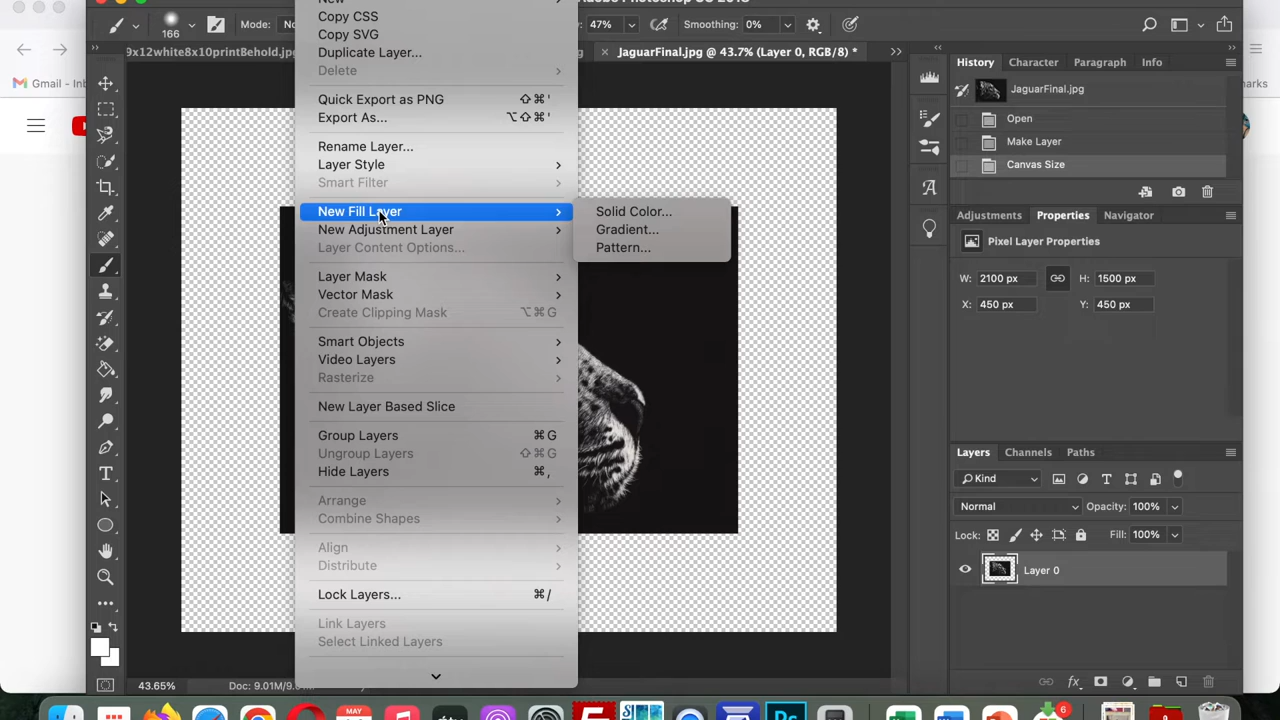 166
Mode:
47%
Smoothing: 0%
9x12white8x10printBehold.jpg
JaguarFinal.jpg @ 43.7% (Layer 0, RGB/8) *
Gmail - Inb
Copy CSS
Copy SVG
Duplicate Layer...
Delete
Quick Export as PNG ⇧⌘'
Export As... ⌥⇧⌘'
Rename Layer...
Layer Style
Smart Filter
New Fill Layer
New Adjustment Layer
Layer Content Options...
Layer Mask
Vector Mask
Create Clipping Mask ⌥⌘G
Smart Objects
Video Layers
Rasterize
New Layer Based Slice
Group Layers ⌘G
Ungroup Layers ⇧⌘G
Hide Layers ⌘,
Arrange
Combine Shapes
Align
Distribute
Lock Layers... ⌘/
Link Layers
Select Linked Layers
Solid Color...
Gradient...
Pattern...
History Character Paragraph Info
JaguarFinal.jpg
Open
Make Layer
Canvas Size
Adjustments Properties Navigator
Pixel Layer Properties
W: 2100 px H: 1500 px
X: 450 px Y: 450 px
Layers Channels Paths
Kind
Normal Opacity: 100%
Lock: Fill: 100%
Layer 0
43.65% Doc: 9.01M/9.0
MAY
6
Ps